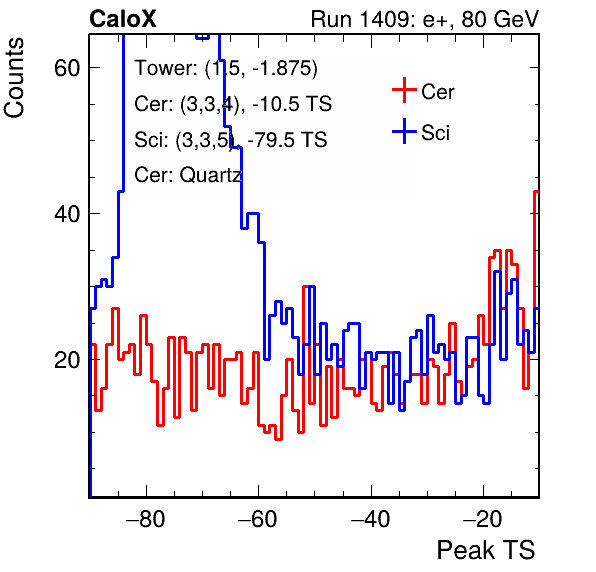 CaloX Run 1409: e+, 80 GeV
Counts
60
40
20
Tower: (1.5, -1.875)
Cer: (3,3,4), -10.5 TS
Sci: (3,3,5), -79.5 TS
Cer: Quartz
Cer
Sci
−80 −60 −40 −20
Peak TS